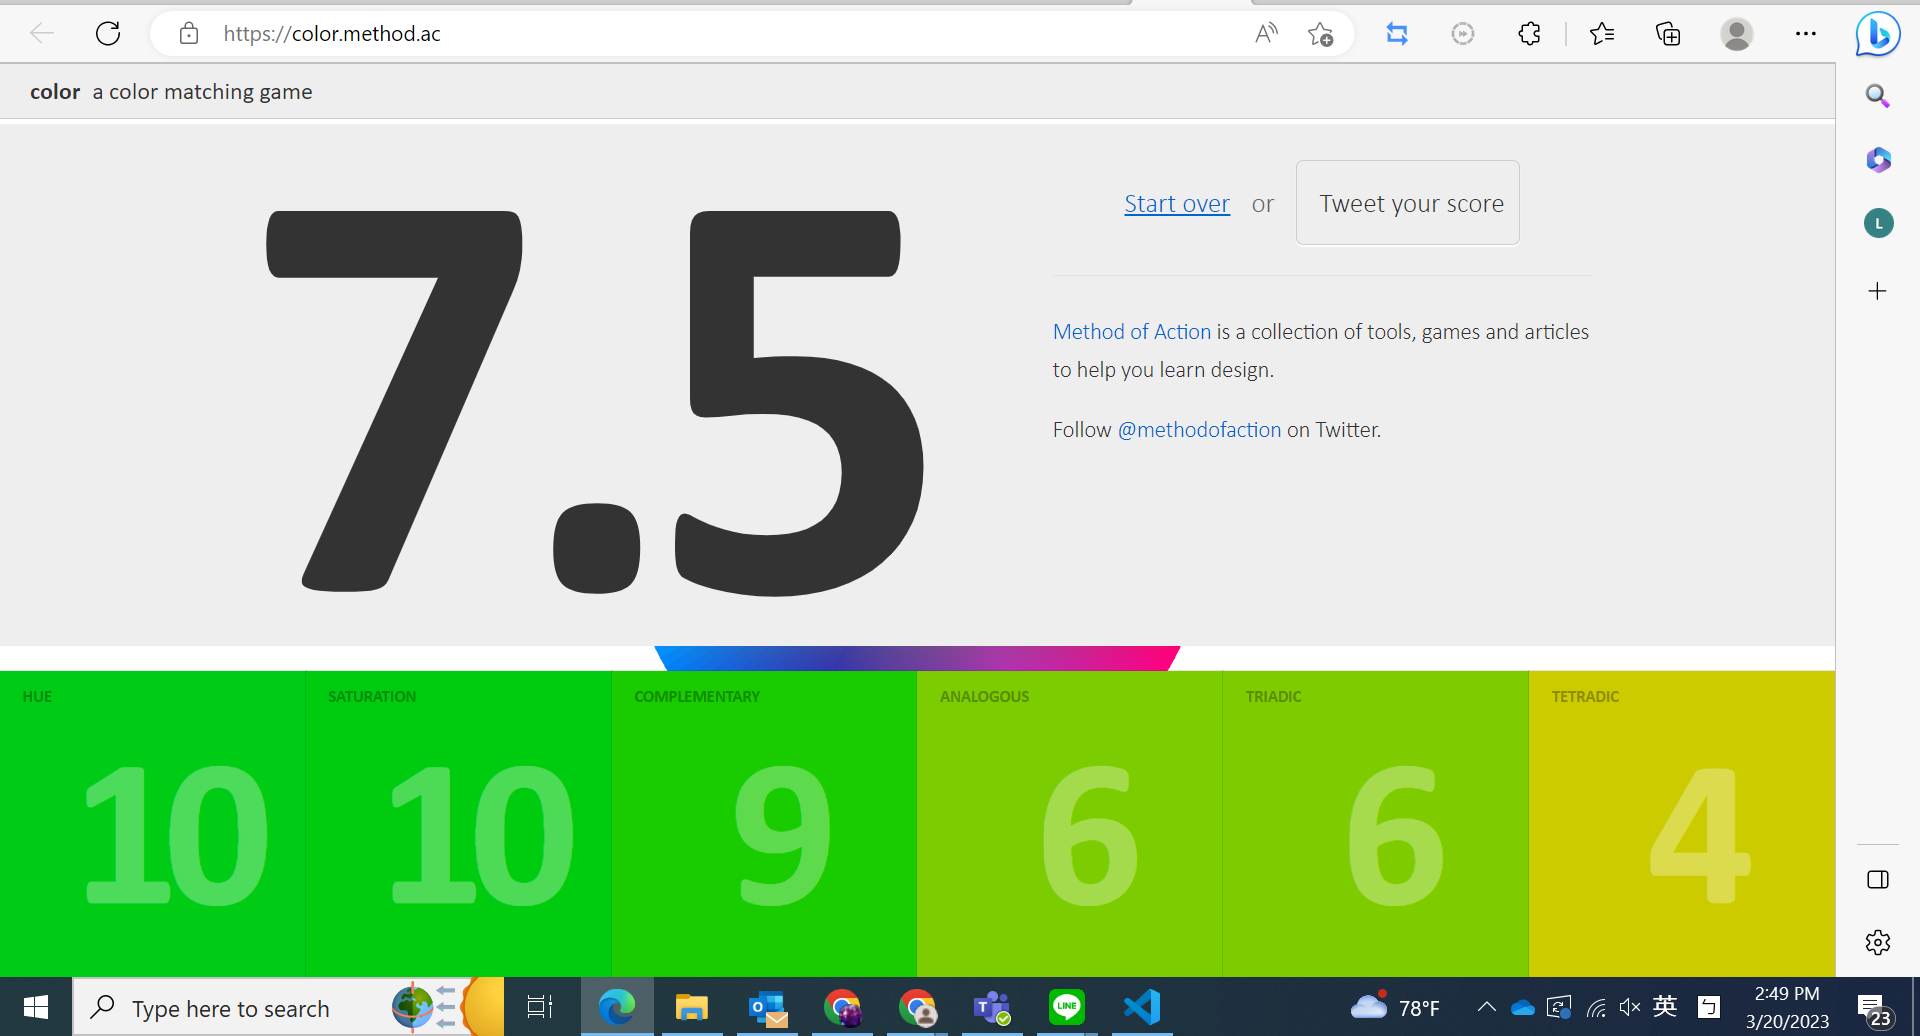 https://color.method.ac
color a color matching game
7.5
Start over or Tweet your score
Method of Action is a collection of tools, games and articles
to help you learn design.
Follow @methodofaction on Twitter.
HUE
10
SATURATION
10
COMPLEMENTARY
9
ANALOGOUS
6
TRIADIC
6
TETRADIC
4
L
Type here to search
LINE
78°F
英
2:49 PM
3/20/2023
23